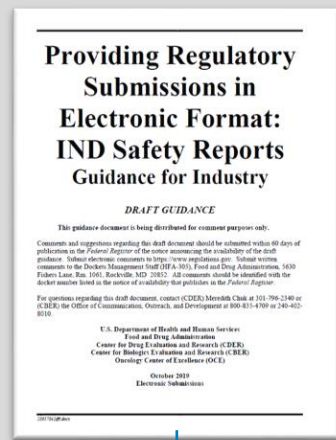 Providing Regulatory
Submissions in
Electronic Format:
IND Safety Reports
Guidance for Industry
DRAFT GUIDANCE
This guidance document is being distributed for comment purposes only.
Comments and suggestions regarding this draft document should be submitted within 60 days of
publication in the Federal Register of the notice announcing the availability of the draft
guidance. Submit electronic comments to https://www.regulations.gov. Submit written
comments to the Dockets Management Staff (HFA-305), Food and Drug Administration, 5630
Fishers Lane, Rm. 1061, Rockville, MD 20852. All comments should be identified with the
docket number listed in the notice of availability that publishes in the Federal Register.
For questions regarding this draft document, contact (CDER) Meredith Chuk at 301-796-2340 or
(CBER) the Office of Communication, Outreach, and Development at 800-835-4709 or 240-402-
8010.
U.S. Department of Health and Human Services
Food and Drug Administration
Center for Drug Evaluation and Research (CDER)
Center for Biologics Evaluation and Research (CBER)
Oncology Center of Excellence (OCE)
October 2019
Electronic Submissions